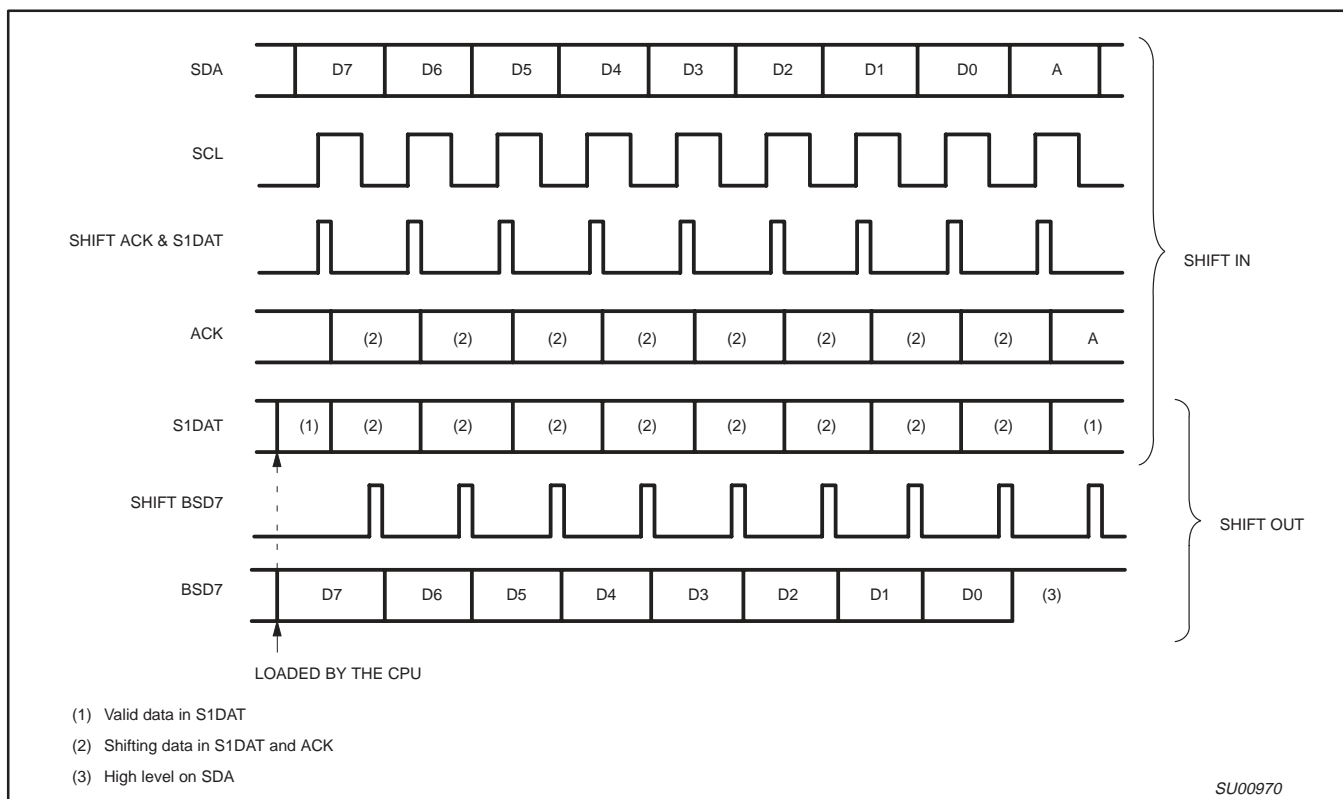 SDA D7 D6 D5 D4 D3 D2 D1 D0 A
SCL
SHIFT ACK & S1DAT
SHIFT IN
ACK (2) (2) (2) (2) (2) (2) (2) (2) A
S1DAT (1) (2) (2) (2) (2) (2) (2) (2) (2) (1)
SHIFT BSD7
SHIFT OUT
BSD7 D7 D6 D5 D4 D3 D2 D1 D0 (3)
LOADED BY THE CPU
(1) Valid data in S1DAT
(2) Shifting data in S1DAT and ACK
(3) High level on SDA
SU00970